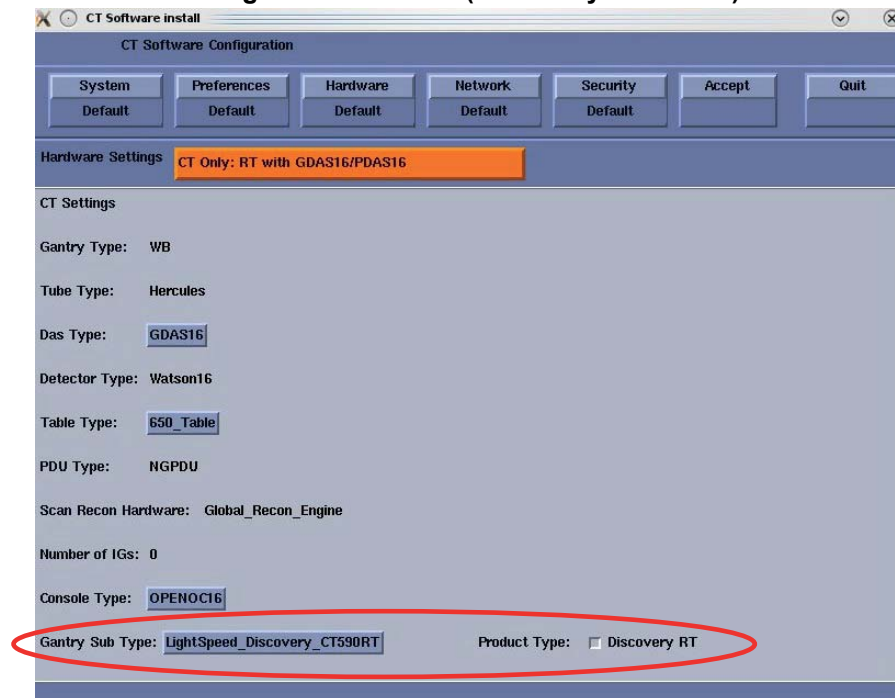 CT Software install
CT Software Configuration
System Preferences Hardware Network Security Accept Quit
Default Default Default Default Default
Hardware Settings CT Only: RT with GDAS16/PDAS16
CT Settings
Gantry Type: WB
Tube Type: Hercules
Das Type: GDAS16
Detector Type: Watson16
Table Type: 650_Table
PDU Type: NGPDU
Scan Recon Hardware: Global_Recon_Engine
Number of IGs: 0
Console Type: OPENOC16
Gantry Sub Type: LightSpeed_Discovery_CT590RT Product Type: Discovery RT